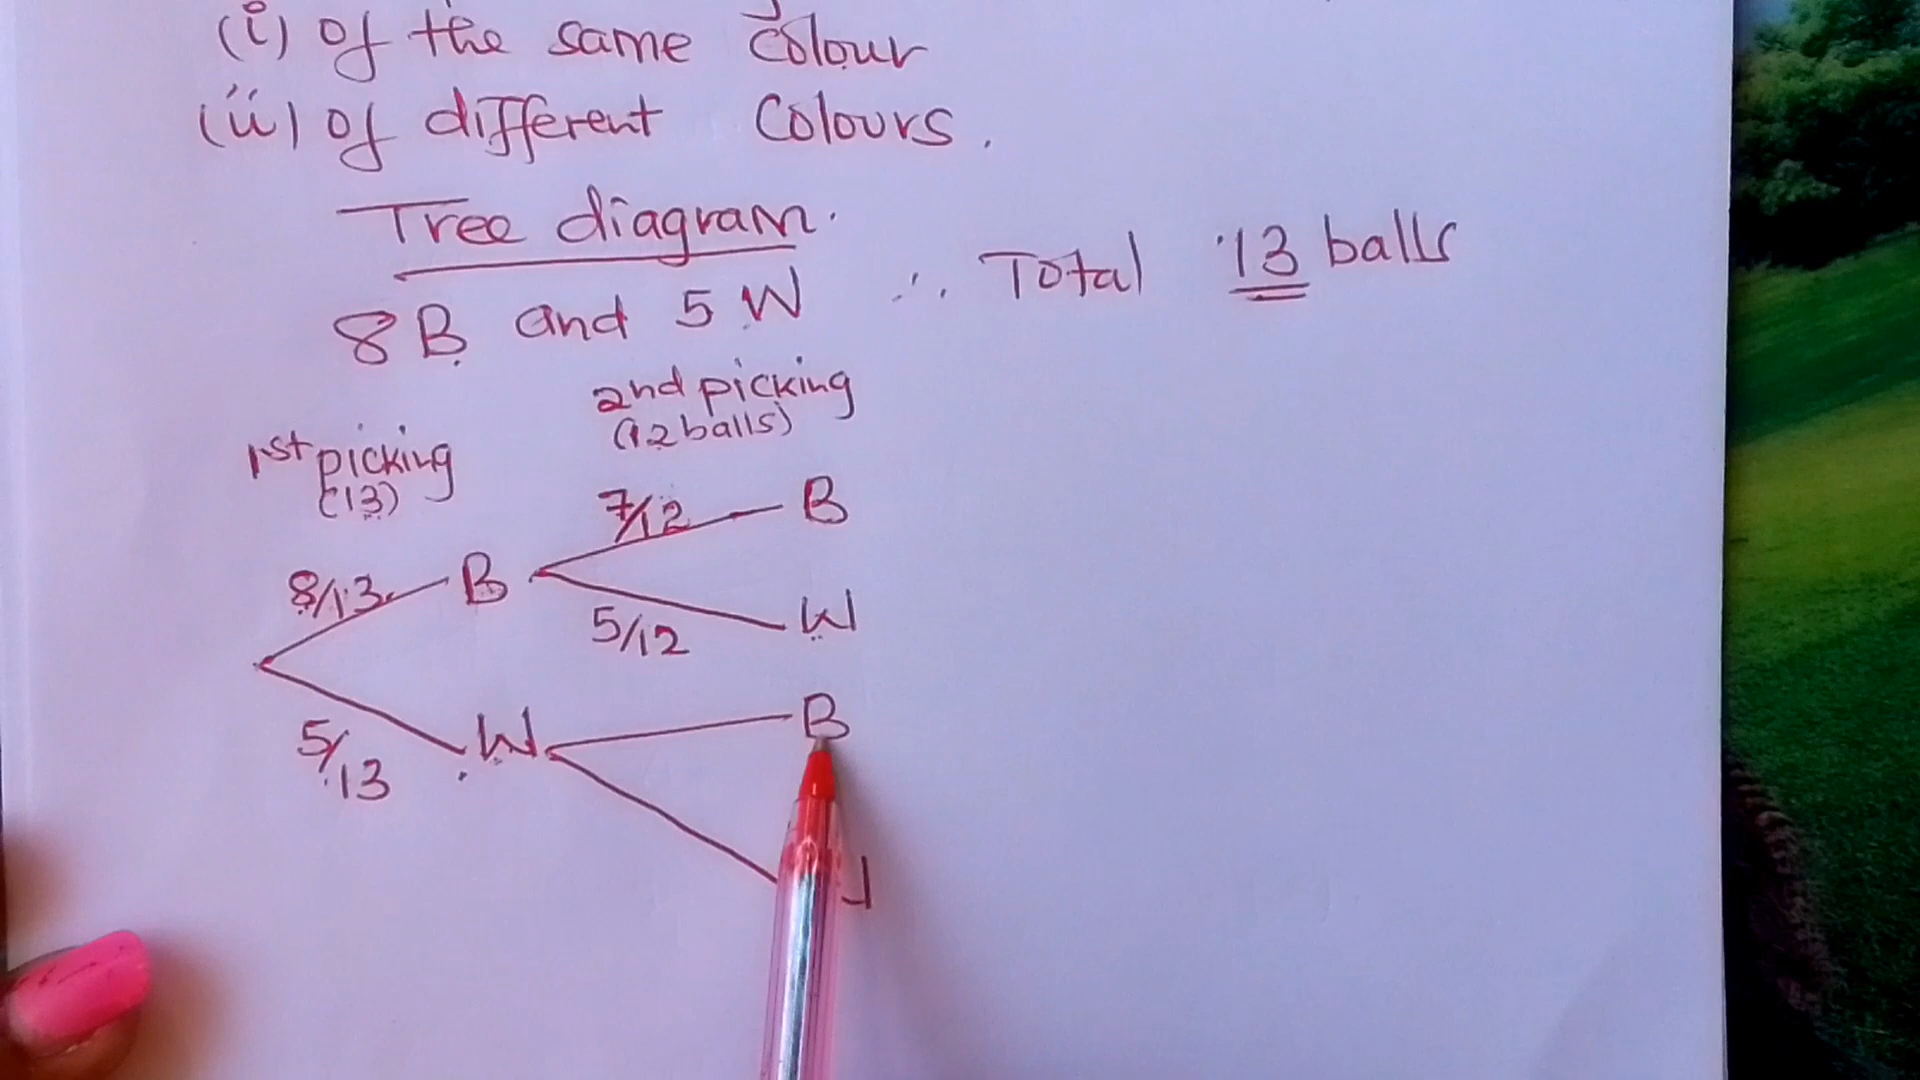 (i) of the same colour
(ii) of different Colours.
Tree diagram.
8B and 5W ∴ Total 13 balls
2nd picking
(12 balls)
1st picking
(13)
7/12 B
8/13 B
5/12 W
B
5/13 W